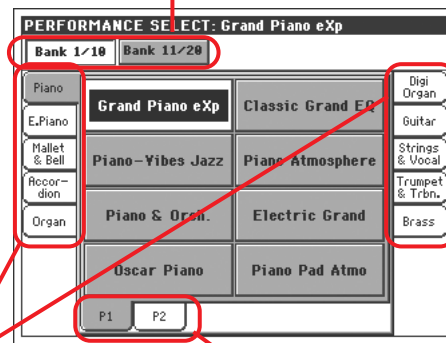 PERFORMANCE SELECT: Grand Piano eXp
Bank 1/10 Bank 11/20
Piano
E.Piano
Mallet
& Bell
Accor-
dion
Organ
Grand Piano eXp Classic Grand EQ
Piano-Vibes Jazz Piano Atmosphere
Piano & Orch. Electric Grand
Oscar Piano Piano Pad Atmo
Digi
Organ
Guitar
Strings
& Vocal
Trumpet
& Trbn.
Brass
P1 P2